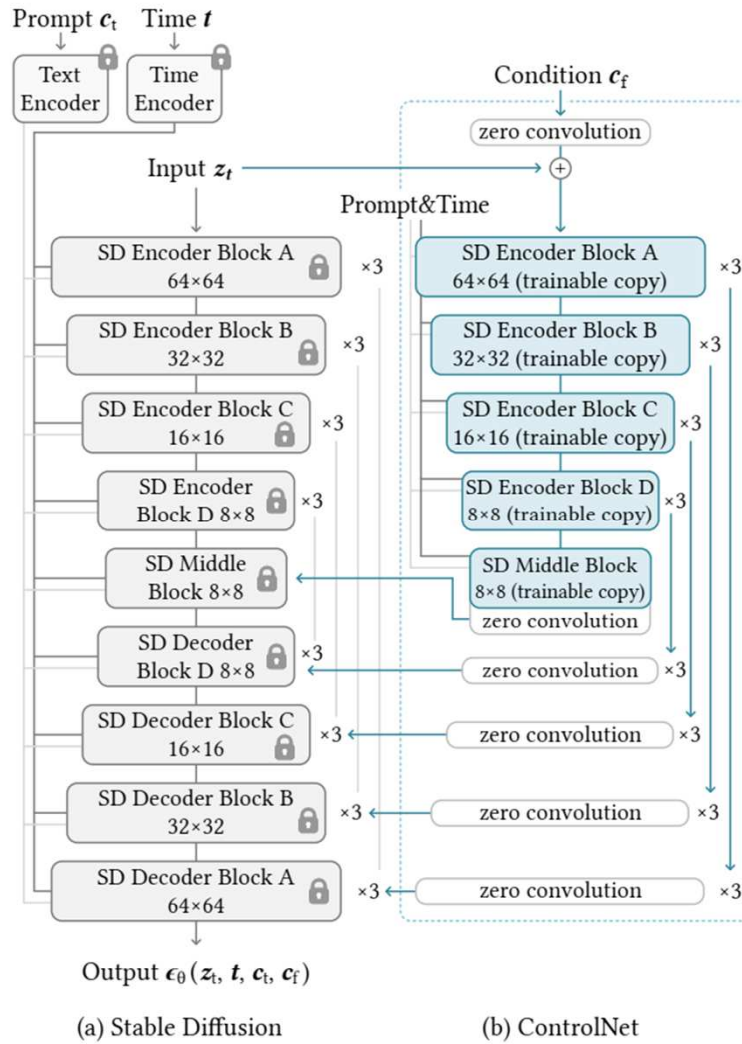 Prompt cₜ
Time t
Text
Encoder
Time
Encoder
Input zₜ
SD Encoder Block A
64×64
×3
SD Encoder Block B
32×32
×3
SD Encoder Block C
16×16
×3
SD Encoder
Block D 8×8
×3
SD Middle
Block 8×8
SD Decoder
Block D 8×8
×3
SD Decoder Block C
16×16
×3
SD Decoder Block B
32×32
×3
SD Decoder Block A
64×64
×3
Output ϵθ(zₜ, t, cₜ, c_f)
(a) Stable Diffusion
Condition c_f
zero convolution
+
Prompt&Time
SD Encoder Block A
64×64 (trainable copy)
×3
SD Encoder Block B
32×32 (trainable copy)
×3
SD Encoder Block C
16×16 (trainable copy)
×3
SD Encoder Block D
8×8 (trainable copy)
×3
SD Middle Block
8×8 (trainable copy)
zero convolution
zero convolution
×3
zero convolution
×3
zero convolution
×3
zero convolution
×3
(b) ControlNet